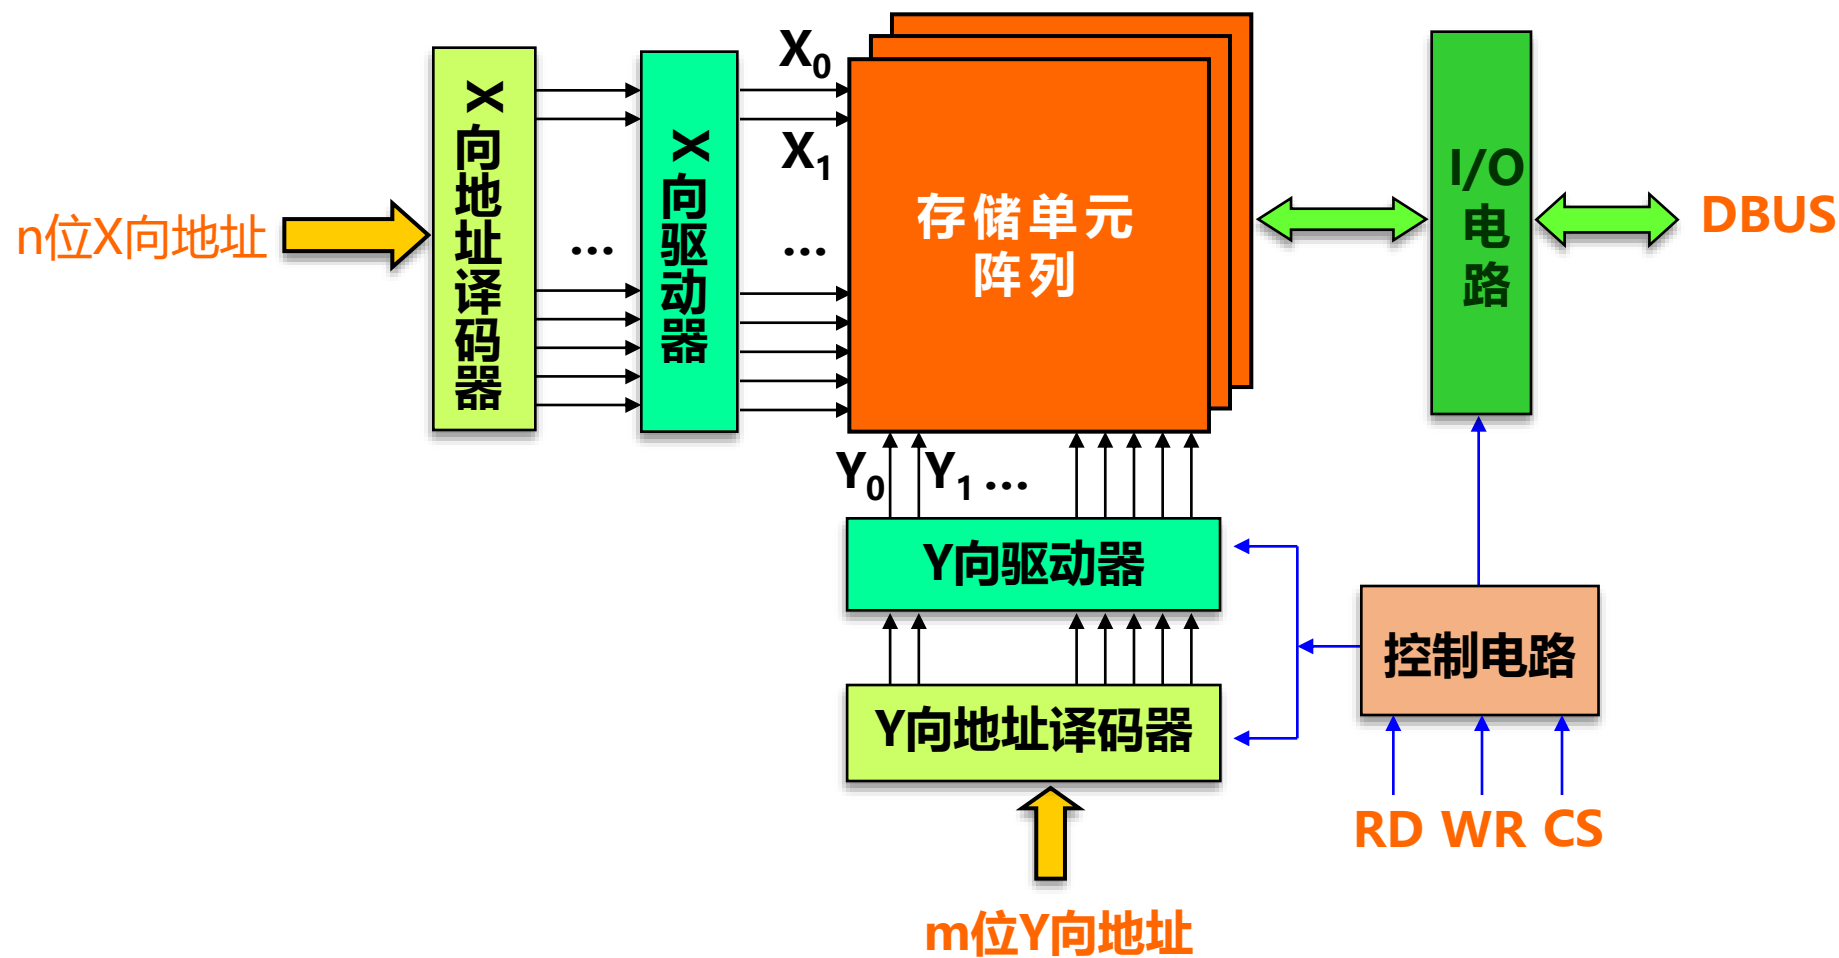 n位X向地址
X向地址译码器
...
X向驱动器
X0
X1
...
存储单元
阵列
I/O
电
路
DBUS
Y0
Y1 ...
Y向驱动器
Y向地址译码器
m位Y向地址
控制电路
RD WR CS